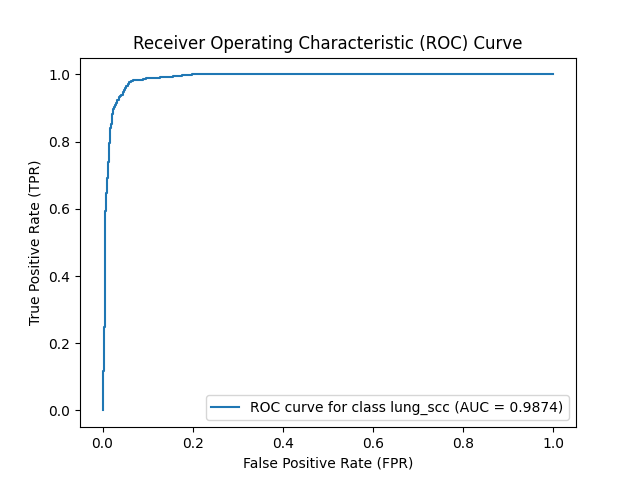 Receiver Operating Characteristic (ROC) Curve
1.0
0.8
0.6
0.4
0.2
0.0
True Positive Rate (TPR)
ROC curve for class lung_scc (AUC = 0.9874)
0.0 0.2 0.4 0.6 0.8 1.0
False Positive Rate (FPR)